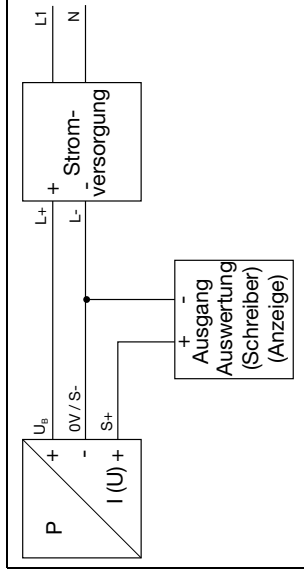 P
I (U)
+
-
+
U_B
0V / S-
S+
L+
L-
+
-
Strom-
versorgung
L1
N
+
-
Ausgang
Auswertung
(Schreiber)
(Anzeige)